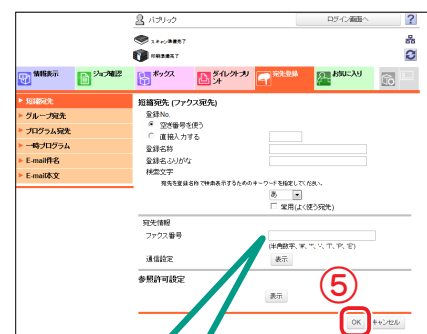 パブリック
ログイン画面へ
?
スキャン準備完了
印刷準備完了
情報表示
ジョブ確認
ボックス
ダイレクトプリント
宛先登録
お気に入り
短縮宛先
グループ宛先
プログラム宛先
一時プログラム
E-mail件名
E-mail本文
短縮宛先 (ファクス宛先)
登録No.
空き番号を使う
直接入力する
登録名称
登録名ふりがな
検索文字
宛先を登録名称で検索表示するためのキーワードを指定してください。
あ
常用(よく使う宛先)
宛先情報
ファクス番号
(半角数字、'#', '*', '-', 'T', 'P', 'E')
通信設定
表示
参照許可設定
表示
⑤
OK
キャンセル